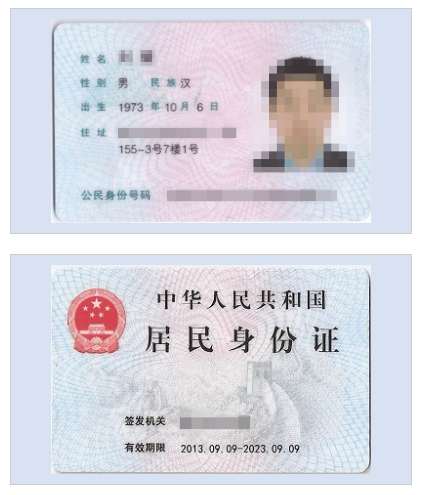 姓名
性别 男 民族 汉
出生 1973 年 10 月 6 日
住址
155-3号7楼1号
公民身份号码
中华人民共和国
居民身份证
签发机关
有效期限 2013.09.09-2023.09.09